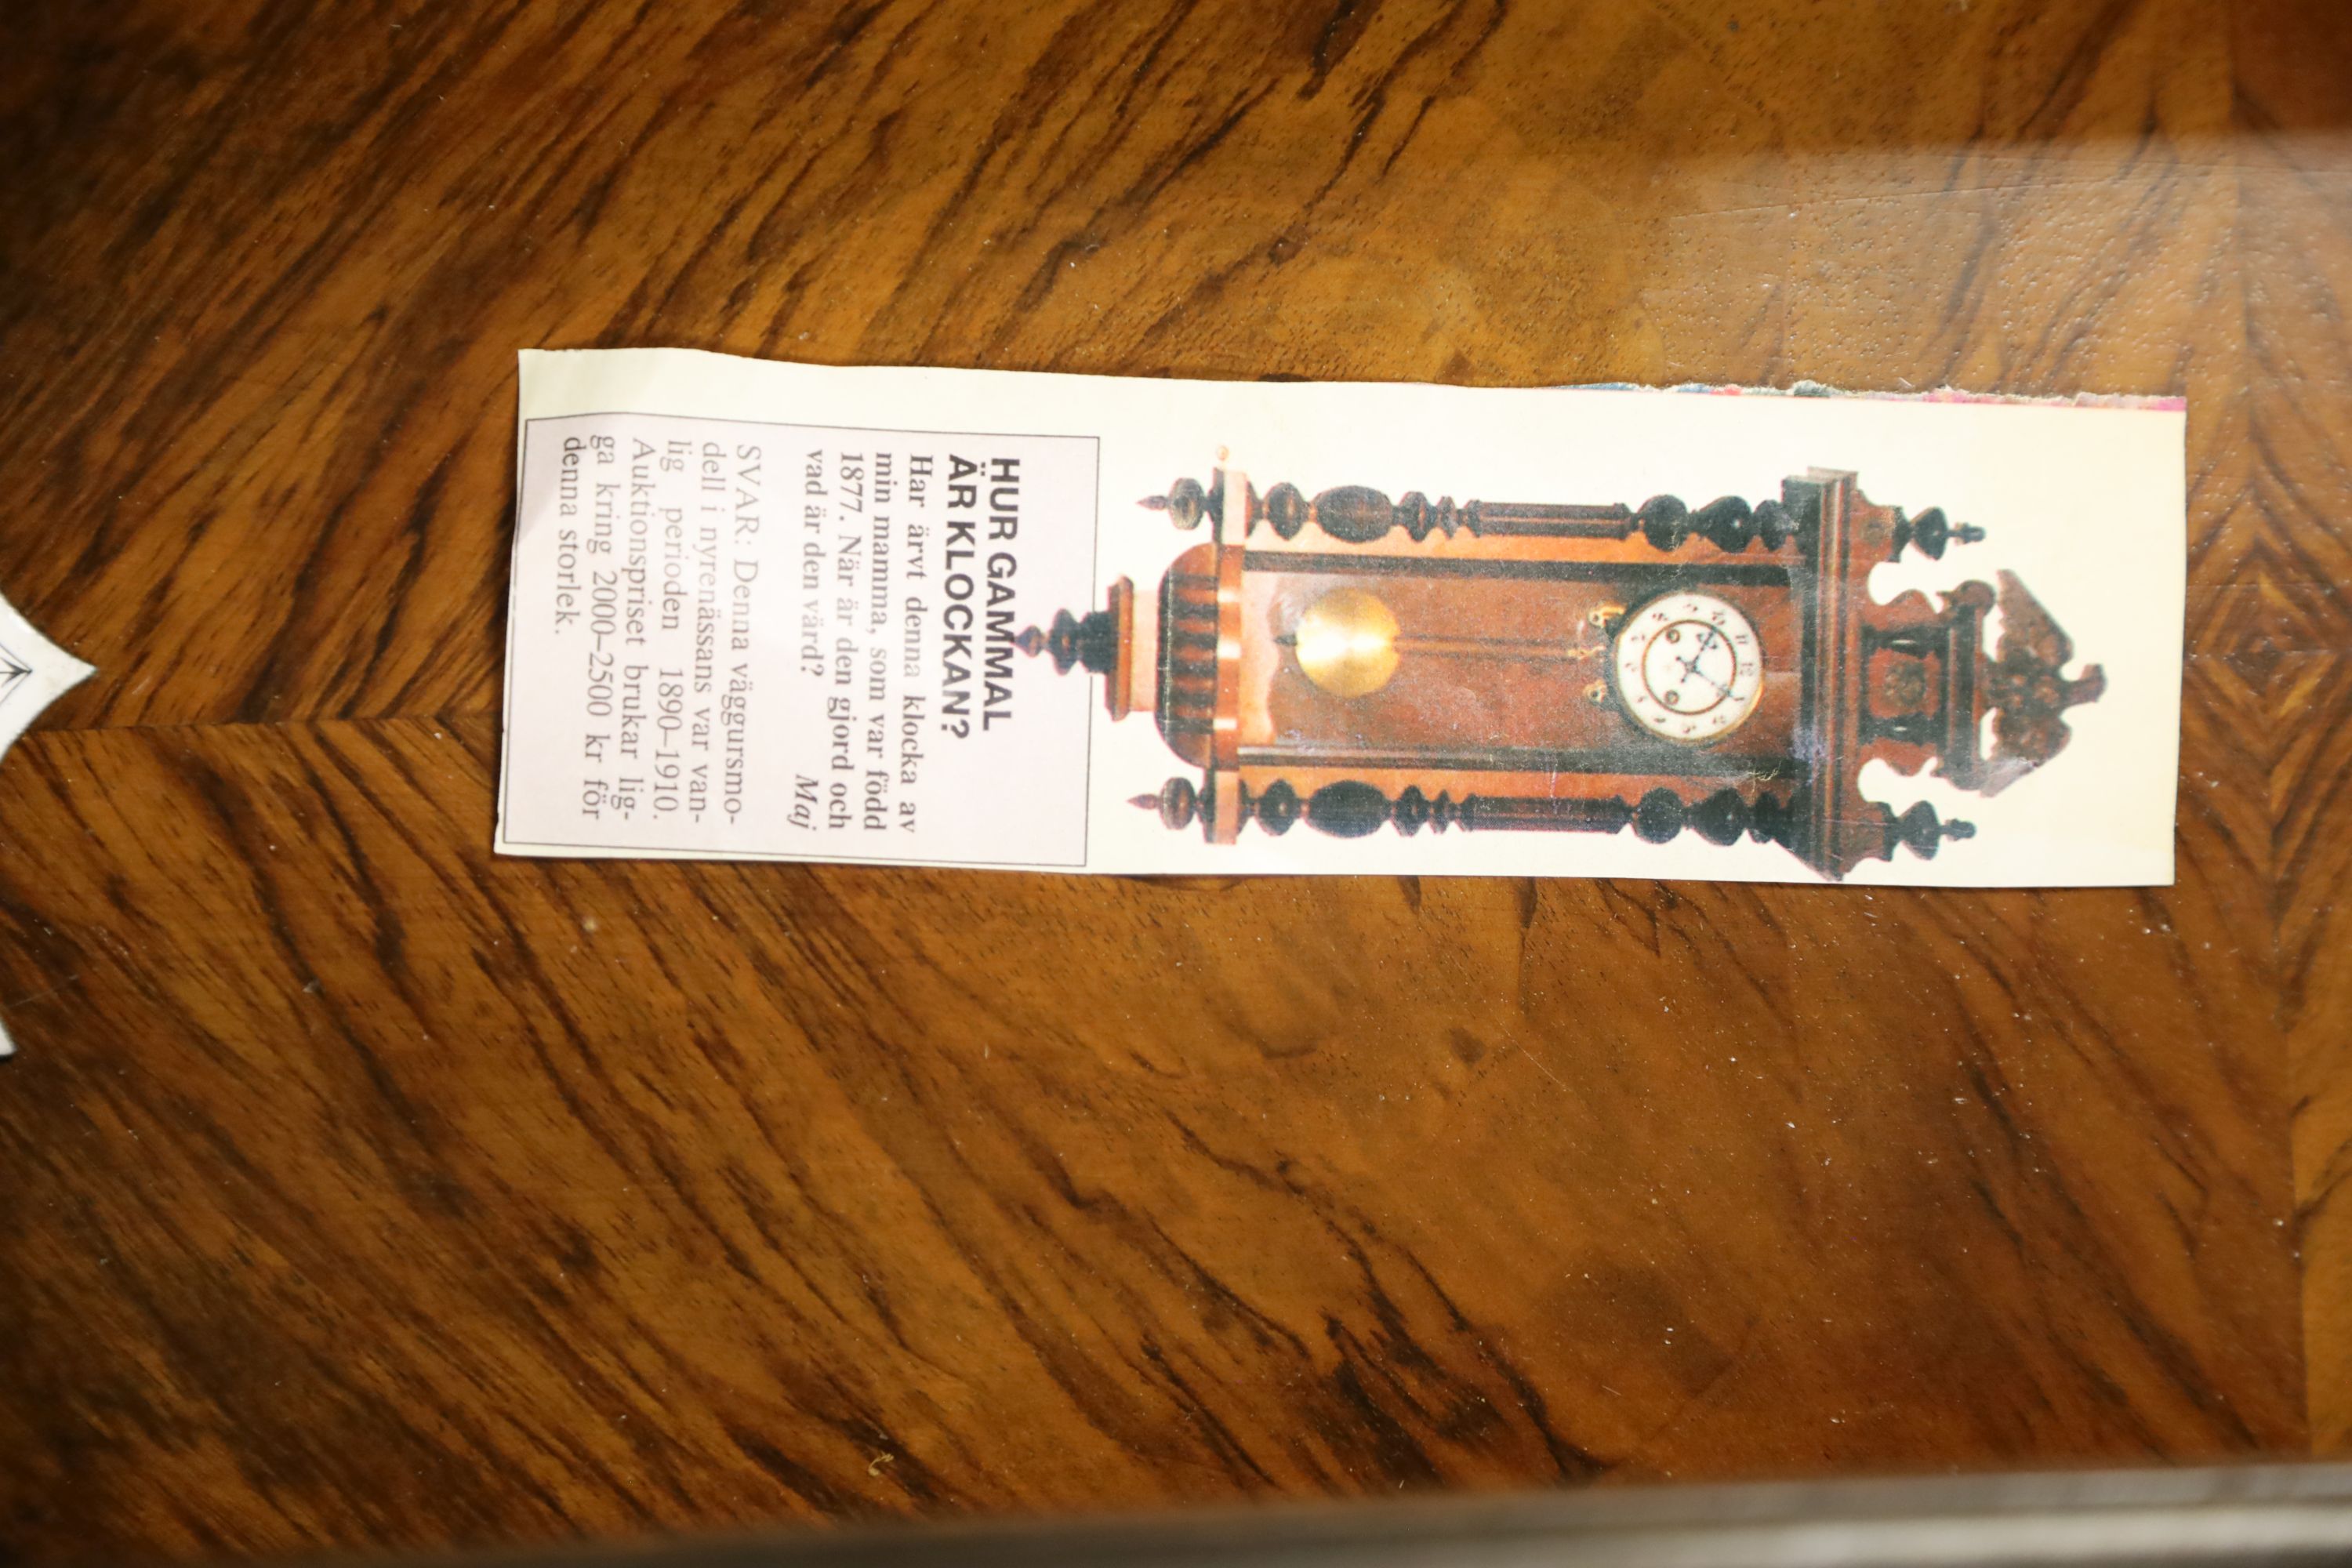 HUR GAMMAL
ÄR KLOCKAN?
Har ärvt denna klocka av
min mamma, som var född
1877. När är den gjord och
vad är den värd? Maj
SVAR: Denna väggursmo-
dell i nyrenässans var van-
lig perioden 1890–1910.
Auktionspriset brukar lig-
ga kring 2000–2500 kr för
denna storlek.